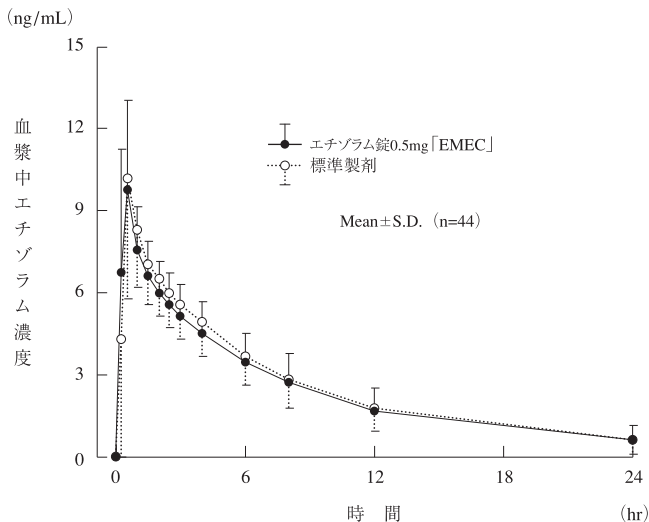 (ng/mL)
15
12
9
6
3
0
血漿中エチゾラム濃度
エチゾラム錠0.5mg「EMEC」
標準製剤
Mean±S.D. (n=44)
0 6 12 18 24
時 間 (hr)